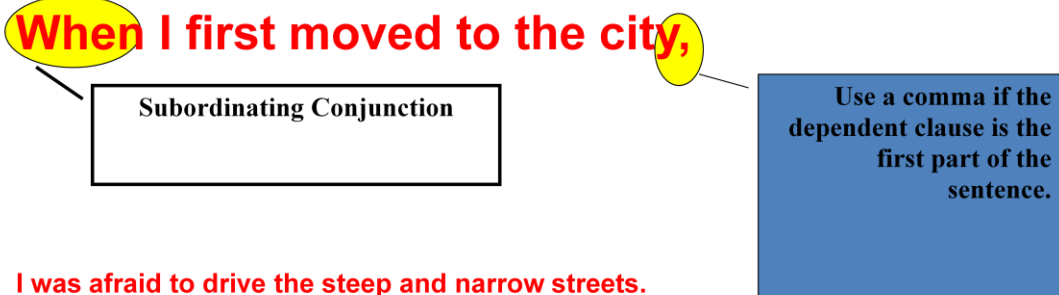 When I first moved to the city,
Subordinating Conjunction
Use a comma if the
dependent clause is the
first part of the
sentence.
I was afraid to drive the steep and narrow streets.